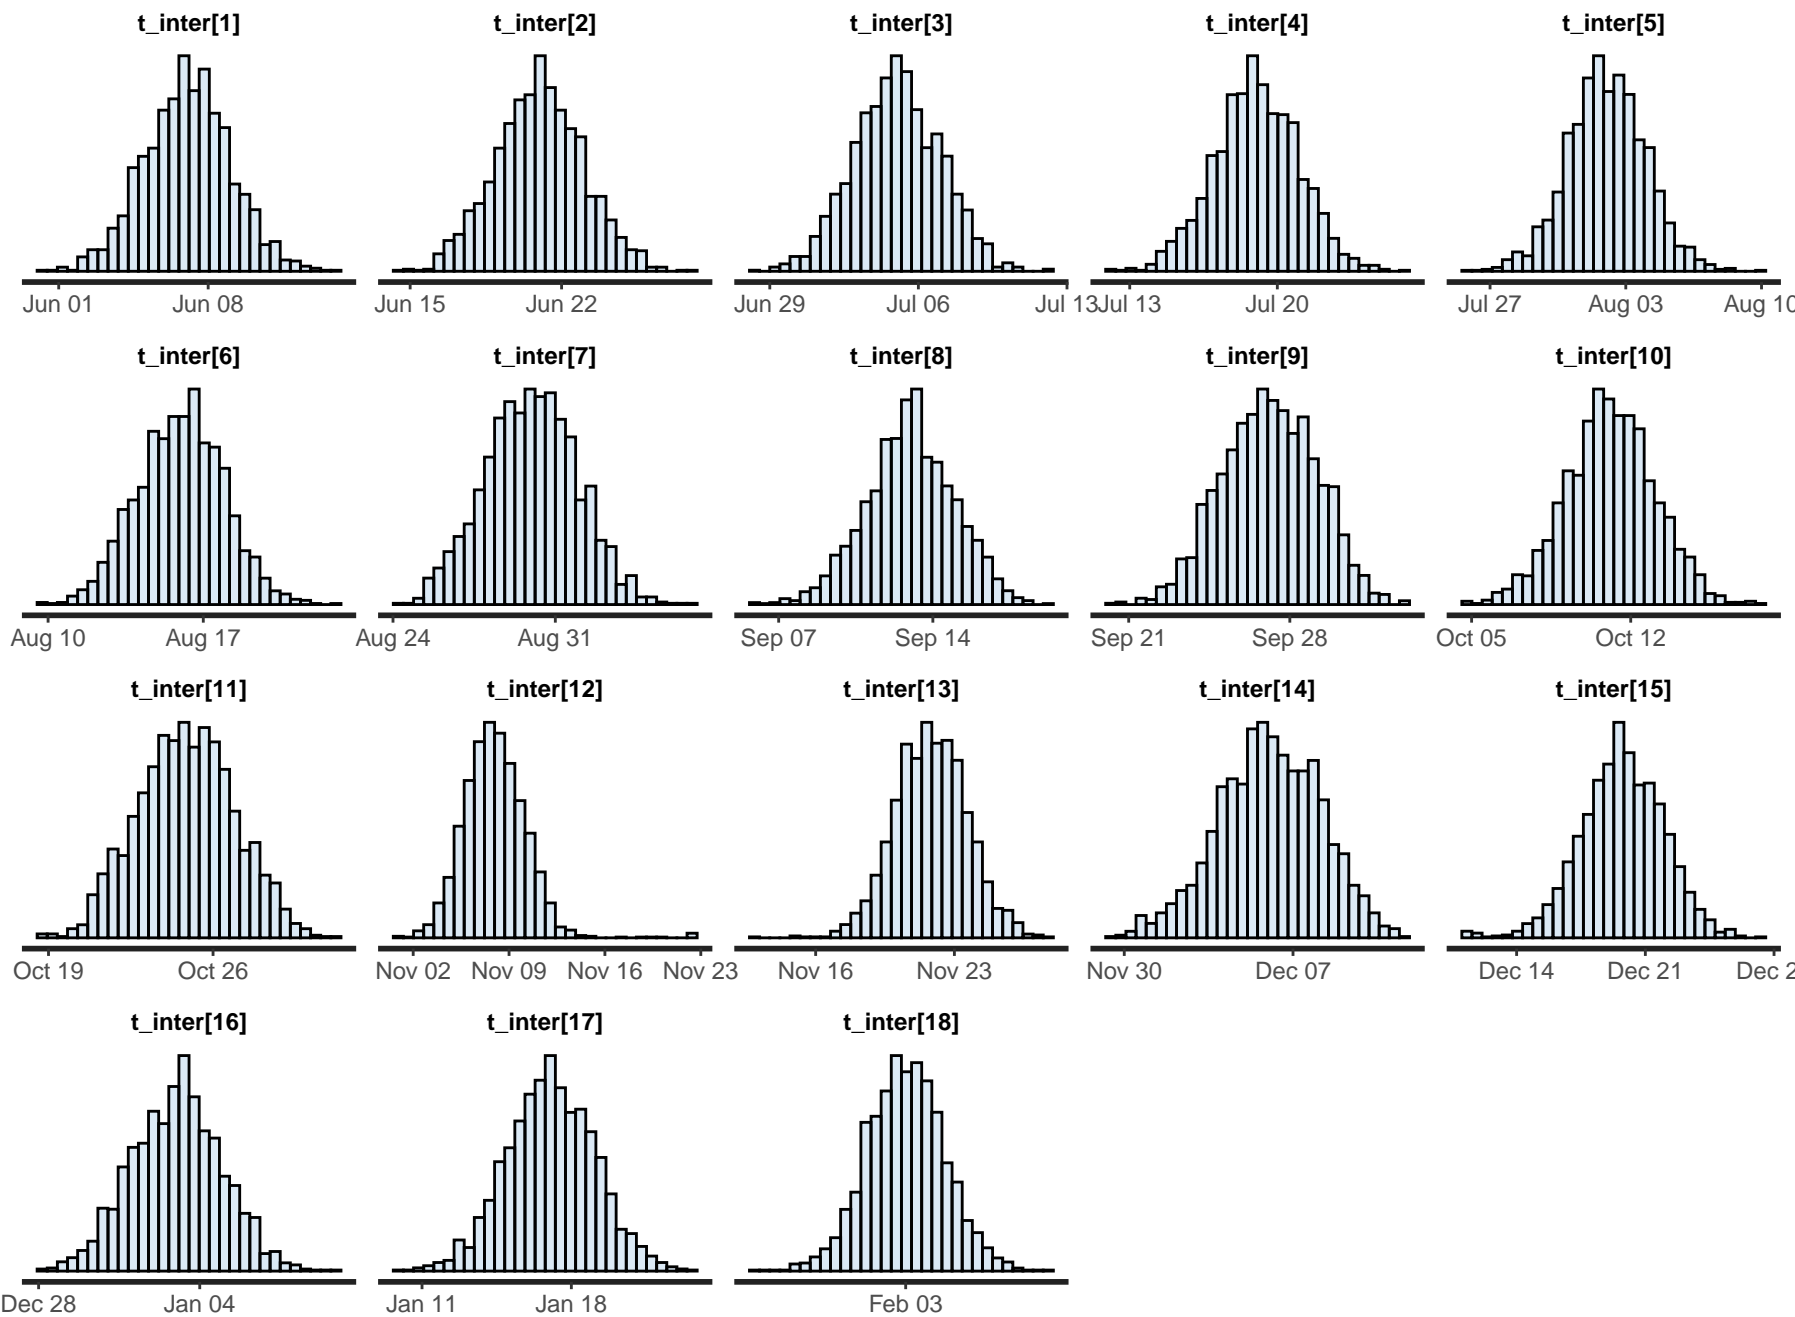 t_inter[1] t_inter[2] t_inter[3] t_inter[4] t_inter[5]
Jun 01 Jun 08 Jun 15 Jun 22 Jun 29 Jul 06 Jul 13 Jul 13 Jul 20 Jul 27 Aug 03 Aug 10
t_inter[6] t_inter[7] t_inter[8] t_inter[9] t_inter[10]
Aug 10 Aug 17 Aug 24 Aug 31 Sep 07 Sep 14 Sep 21 Sep 28 Oct 05 Oct 12
t_inter[11] t_inter[12] t_inter[13] t_inter[14] t_inter[15]
Oct 19 Oct 26 Nov 02 Nov 09 Nov 16 Nov 23 Nov 16 Nov 23 Nov 30 Dec 07 Dec 14 Dec 21 Dec 2
t_inter[16] t_inter[17] t_inter[18]
Dec 28 Jan 04 Jan 11 Jan 18 Feb 03